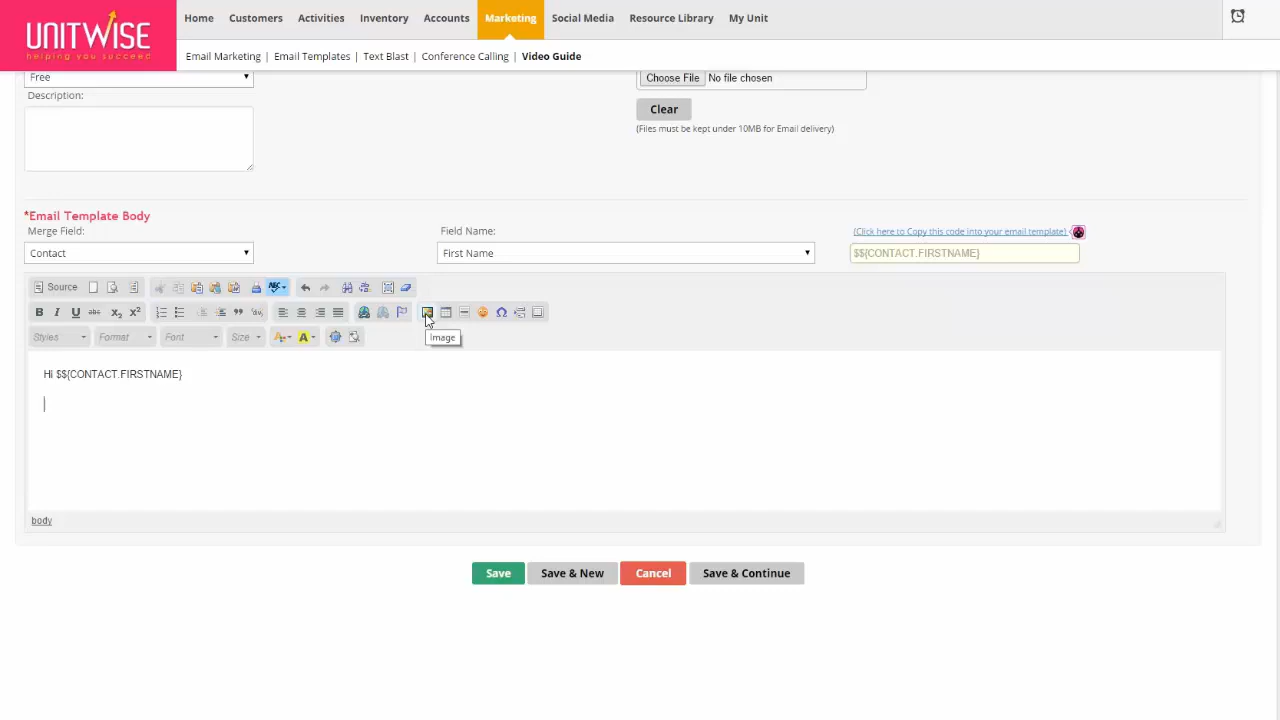 UNITWISE
helping you succeed
Home Customers Activities Inventory Accounts Marketing Social Media Resource Library My Unit
Email Marketing | Email Templates | Text Blast | Conference Calling | Video Guide
Free
Choose File No file chosen
Description:
Clear
(Files must be kept under 10MB for Email delivery)
*Email Template Body
Merge Field: Field Name: (Click here to Copy this code into your email template)
Contact First Name $${CONTACT.FIRSTNAME}
Source ABC
B I U abc X2 X2
Styles Format Font Size A A
Image
Hi $${CONTACT.FIRSTNAME}
body
Save Save & New Cancel Save & Continue